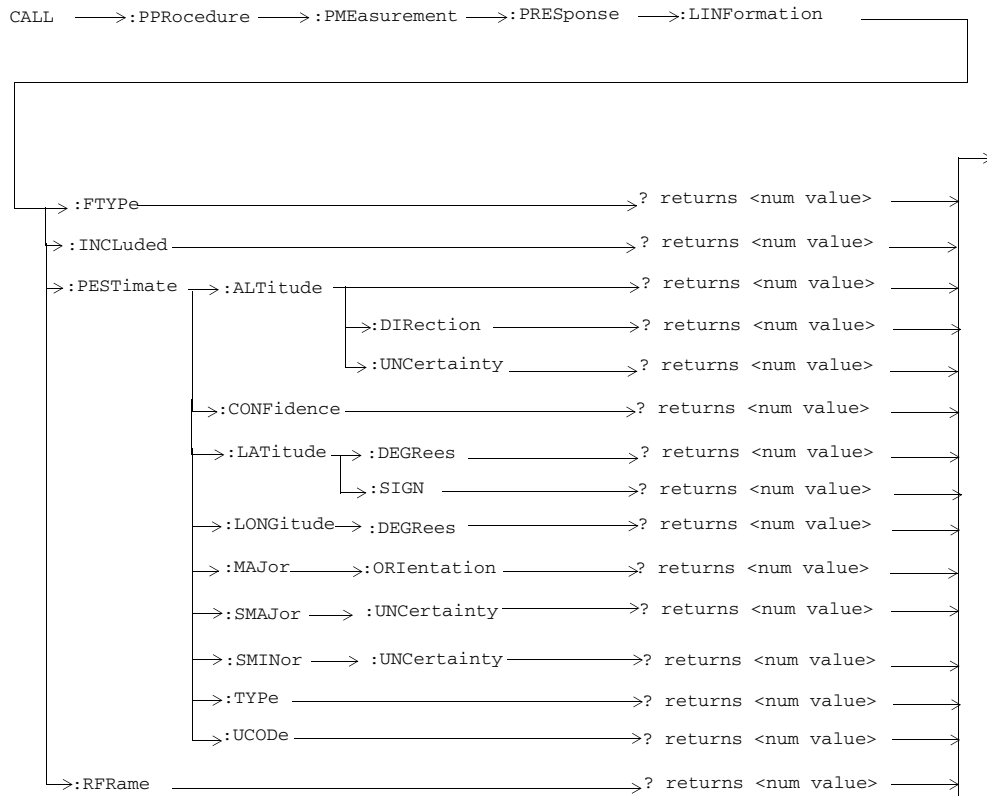 CALL :PPRocedure :PMEasurement :PRESponse :LINFormation
:FTYPe ? returns <num value>
:INCLuded ? returns <num value>
:PESTimate :ALTitude ? returns <num value>
:DIRection ? returns <num value>
:UNCertainty ? returns <num value>
:CONFidence ? returns <num value>
:LATitude :DEGRees ? returns <num value>
:SIGN ? returns <num value>
:LONGitude :DEGRees ? returns <num value>
:MAJor :ORIentation ? returns <num value>
:SMAJor :UNCertainty ? returns <num value>
:SMINor :UNCertainty ? returns <num value>
:TYPe ? returns <num value>
:UCODe ? returns <num value>
:RFRame ? returns <num value>